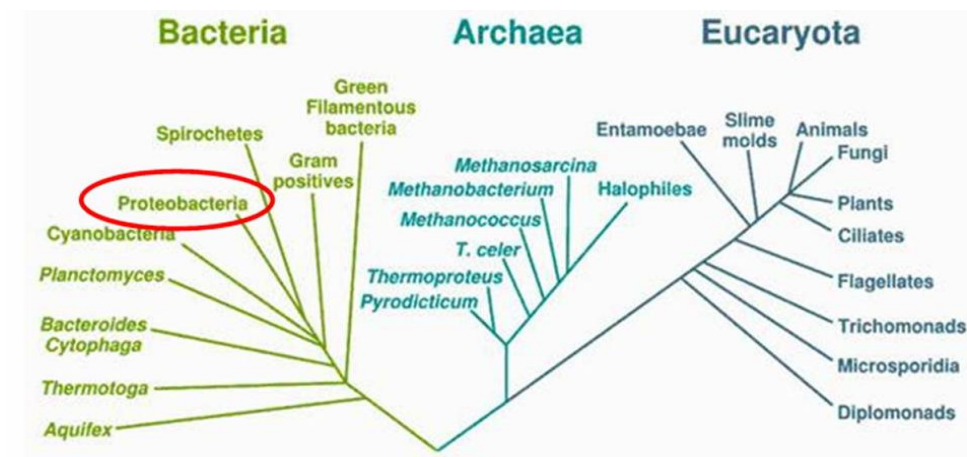 Bacteria
Archaea
Eucaryota
Green
Filamentous
bacteria
Spirochetes
Gram
positives
Proteobacteria
Cyanobacteria
Planctomyces
Bacteroides
Cytophaga
Thermotoga
Aquifex
Methanosarcina
Methanobacterium
Halophiles
Methanococcus
T. celer
Thermoproteus
Pyrodicticum
Entamoebae
Slime
molds
Animals
Fungi
Plants
Ciliates
Flagellates
Trichomonads
Microsporidia
Diplomonads